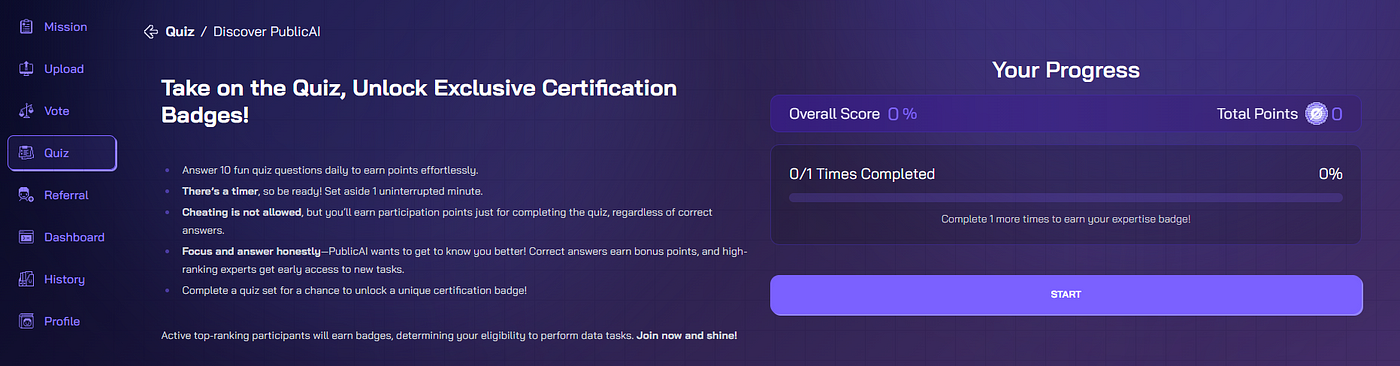 Mission
Upload
Vote
Quiz
Referral
Dashboard
History
Profile
Quiz / Discover PublicAI
Take on the Quiz, Unlock Exclusive Certification
Badges!
Answer 10 fun quiz questions daily to earn points effortlessly.
There's a timer, so be ready! Set aside 1 uninterrupted minute.
Cheating is not allowed, but you'll earn participation points just for completing the quiz, regardless of correct
answers.
Focus and answer honestly—PublicAI wants to get to know you better! Correct answers earn bonus points, and high-
ranking experts get early access to new tasks.
Complete a quiz set for a chance to unlock a unique certification badge!
Active top-ranking participants will earn badges, determining your eligibility to perform data tasks. Join now and shine!
Your Progress
Overall Score 0 %
Total Points 0
0/1 Times Completed
0%
Complete 1 more times to earn your expertise badge!
START